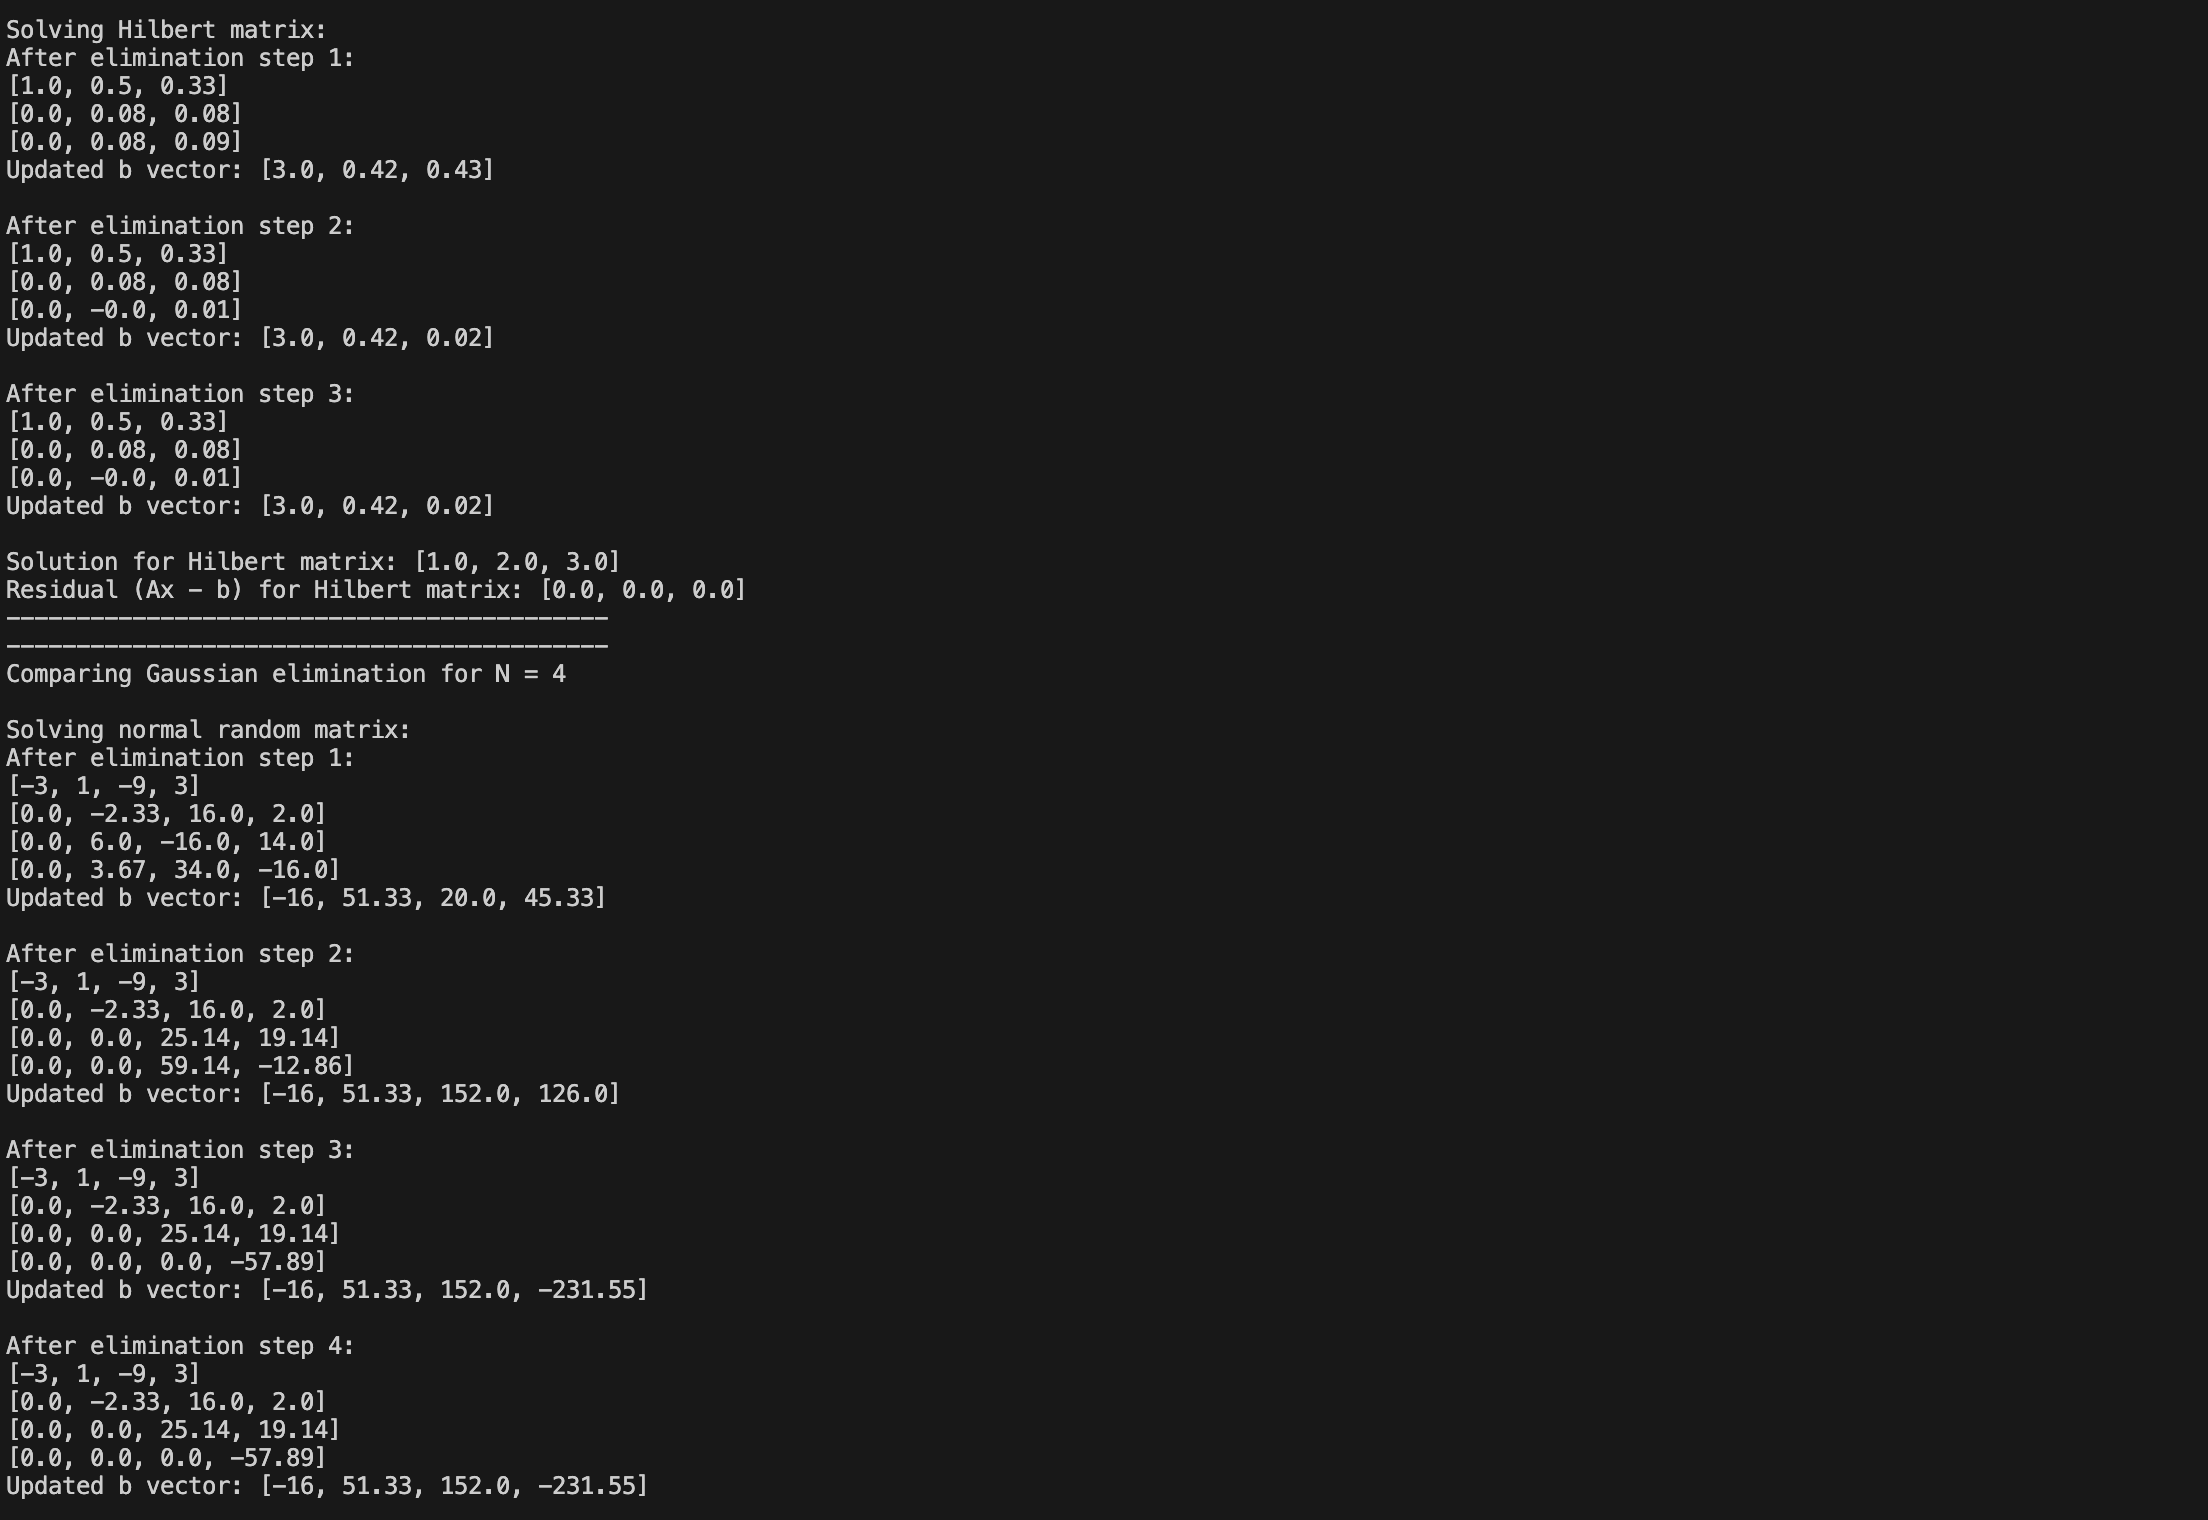 Solving Hilbert matrix:
After elimination step 1:
[1.0, 0.5, 0.33]
[0.0, 0.08, 0.08]
[0.0, 0.08, 0.09]
Updated b vector: [3.0, 0.42, 0.43]
After elimination step 2:
[1.0, 0.5, 0.33]
[0.0, 0.08, 0.08]
[0.0, -0.0, 0.01]
Updated b vector: [3.0, 0.42, 0.02]
After elimination step 3:
[1.0, 0.5, 0.33]
[0.0, 0.08, 0.08]
[0.0, -0.0, 0.01]
Updated b vector: [3.0, 0.42, 0.02]
Solution for Hilbert matrix: [1.0, 2.0, 3.0]
Residual (Ax - b) for Hilbert matrix: [0.0, 0.0, 0.0]
-------------------------------------------
-------------------------------------------
Comparing Gaussian elimination for N = 4
Solving normal random matrix:
After elimination step 1:
[-3, 1, -9, 3]
[0.0, -2.33, 16.0, 2.0]
[0.0, 6.0, -16.0, 14.0]
[0.0, 3.67, 34.0, -16.0]
Updated b vector: [-16, 51.33, 20.0, 45.33]
After elimination step 2:
[-3, 1, -9, 3]
[0.0, -2.33, 16.0, 2.0]
[0.0, 0.0, 25.14, 19.14]
[0.0, 0.0, 59.14, -12.86]
Updated b vector: [-16, 51.33, 152.0, 126.0]
After elimination step 3:
[-3, 1, -9, 3]
[0.0, -2.33, 16.0, 2.0]
[0.0, 0.0, 25.14, 19.14]
[0.0, 0.0, 0.0, -57.89]
Updated b vector: [-16, 51.33, 152.0, -231.55]
After elimination step 4:
[-3, 1, -9, 3]
[0.0, -2.33, 16.0, 2.0]
[0.0, 0.0, 25.14, 19.14]
[0.0, 0.0, 0.0, -57.89]
Updated b vector: [-16, 51.33, 152.0, -231.55]